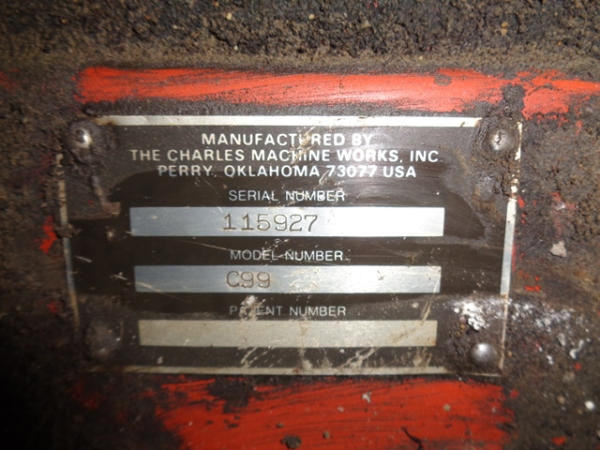 MANUFACTURED BY
THE CHARLES MACHINE WORKS, INC
PERRY, OKLAHOMA 73077 USA
SERIAL NUMBER
115927
MODEL NUMBER
C99
PATENT NUMBER